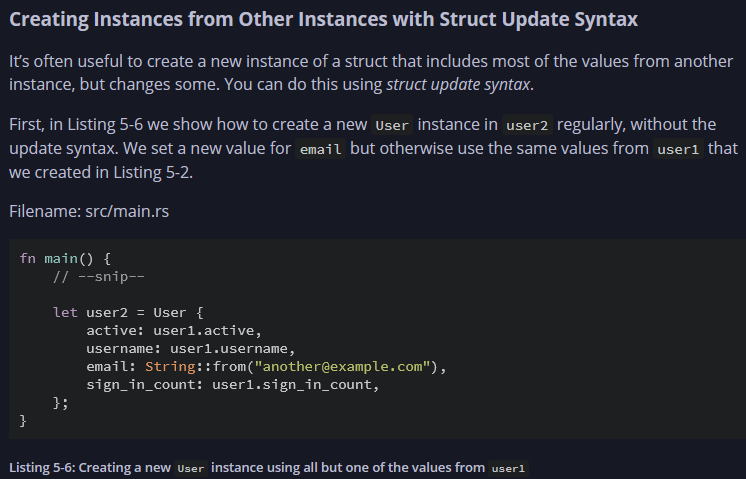 Creating Instances from Other Instances with Struct Update Syntax
It’s often useful to create a new instance of a struct that includes most of the values from another
instance, but changes some. You can do this using struct update syntax.
First, in Listing 5-6 we show how to create a new User instance in user2 regularly, without the
update syntax. We set a new value for email but otherwise use the same values from user1 that
we created in Listing 5-2.
Filename: src/main.rs
fn main() {
    // --snip--

    let user2 = User {
        active: user1.active,
        username: user1.username,
        email: String::from("another@example.com"),
        sign_in_count: user1.sign_in_count,
    };
}
Listing 5-6: Creating a new User instance using all but one of the values from user1